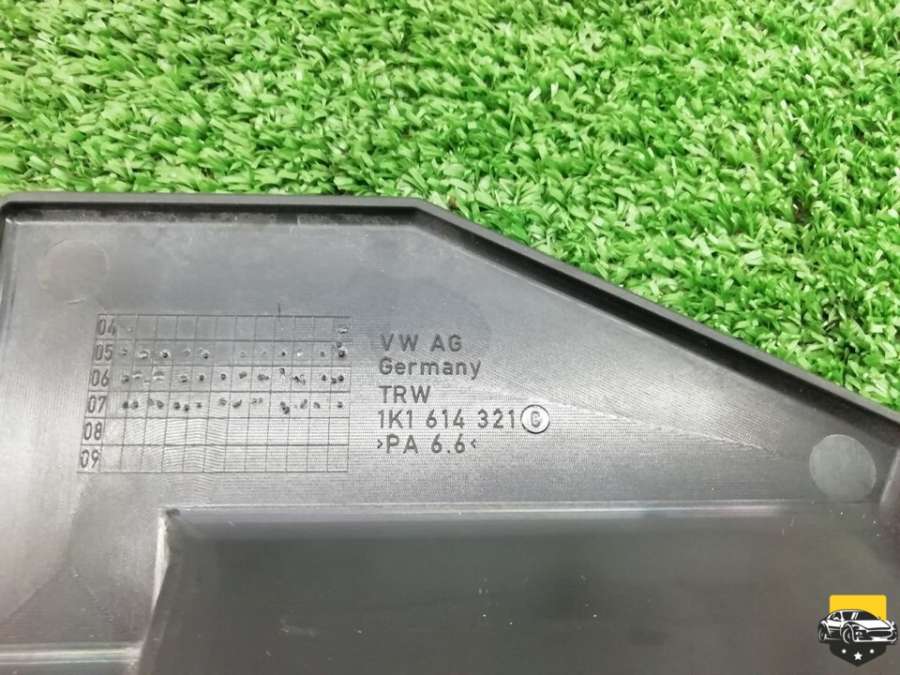 04
05
06
07
08
09
VW AG
Germany
TRW
1K1 614 321 G
>PA 6.6<